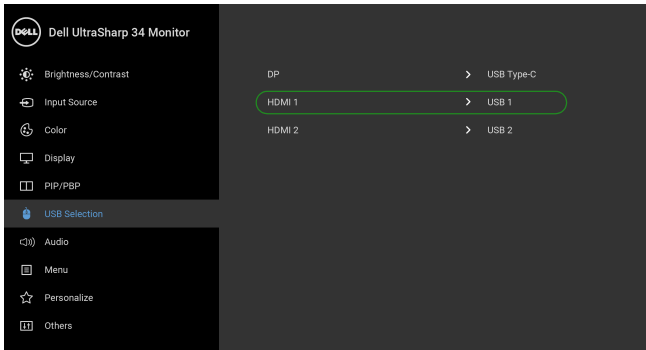 DELL Dell UltraSharp 34 Monitor
Brightness/Contrast
Input Source
Color
Display
PIP/PBP
USB Selection
Audio
Menu
Personalize
Others
DP > USB Type-C
HDMI 1 > USB 1
HDMI 2 > USB 2